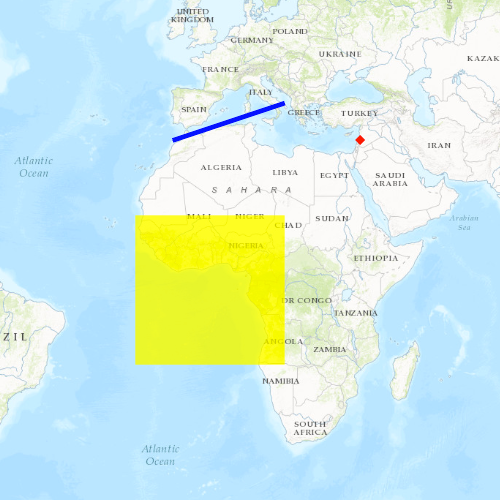 UNITED
KINGDOM
POLAND
GERMANY
UKRAINE
KAZAK
FRANCE
ITALY
SPAIN
GREECE
TURKEY
IRAN
Atlantic
Ocean
ALGERIA
LIBYA
EGYPT
SAUDI
ARABIA
SAHARA
MALI
NIGER
CHAD
SUDAN
Arabian
Sea
NIGERIA
ETHIOPIA
DR CONGO
TANZANIA
ZIL
ANGOLA
ZAMBIA
NAMIBIA
SOUTH
AFRICA
Atlantic
Ocean